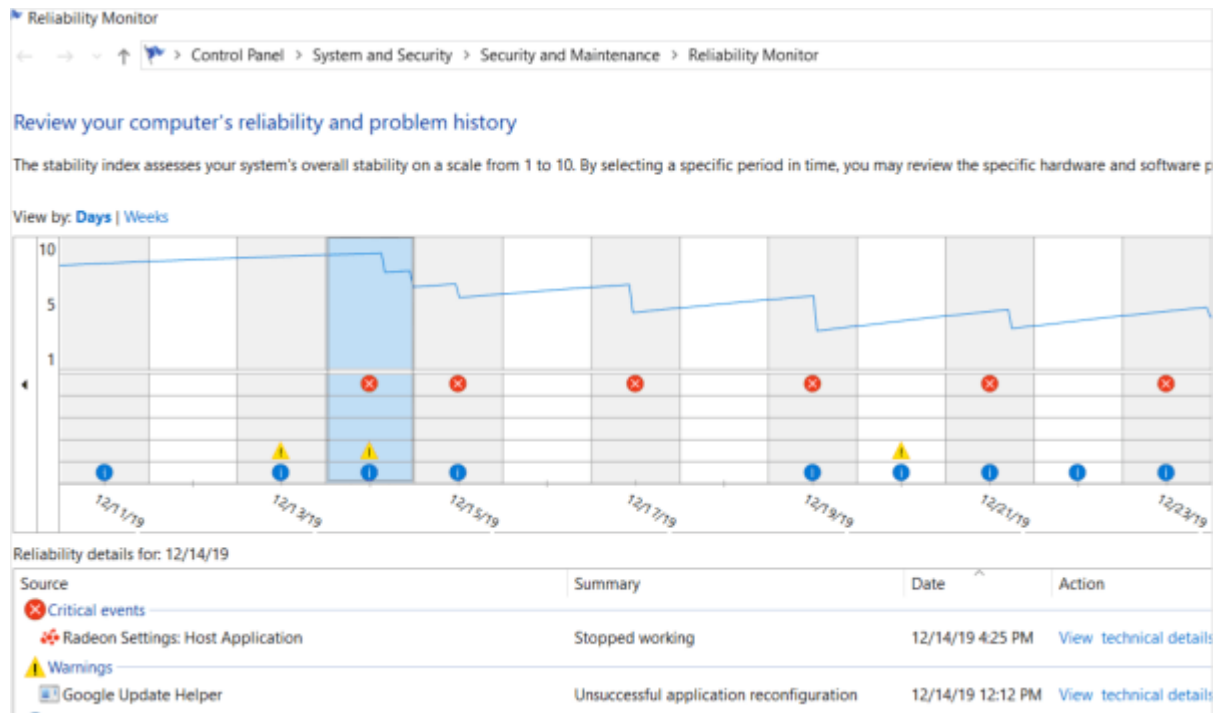 Reliability Monitor
Control Panel > System and Security > Security and Maintenance > Reliability Monitor
Review your computer's reliability and problem history
The stability index assesses your system's overall stability on a scale from 1 to 10. By selecting a specific period in time, you may review the specific hardware and software p
View by: Days | Weeks
10
5
1
12/11/19 12/13/19 12/15/19 12/17/19 12/19/19 12/21/19 12/23/19
Reliability details for: 12/14/19
Source Summary Date Action
Critical events
Radeon Settings: Host Application Stopped working 12/14/19 4:25 PM View technical details
Warnings
Google Update Helper Unsuccessful application reconfiguration 12/14/19 12:12 PM View technical details